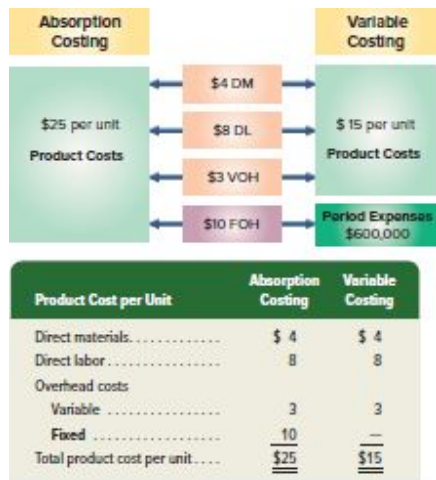 Absorption
Costing
Variable
Costing
$4 DM
$25 per unit
Product Costs
$8 DL
$15 per unit
Product Costs
$3 VOH
$10 FOH
Period Expenses
$600,000
Product Cost per Unit
Absorption
Costing
Variable
Costing
Direct materials. . . . . . . . . . . . . $ 4 $ 4
Direct labor . . . . . . . . . . . . . . . . 8 8
Overhead costs
Variable . . . . . . . . . . . . . . . . 3 3
Fixed . . . . . . . . . . . . . . . . . . 10 —
Total product cost per unit. . . . $25 $15